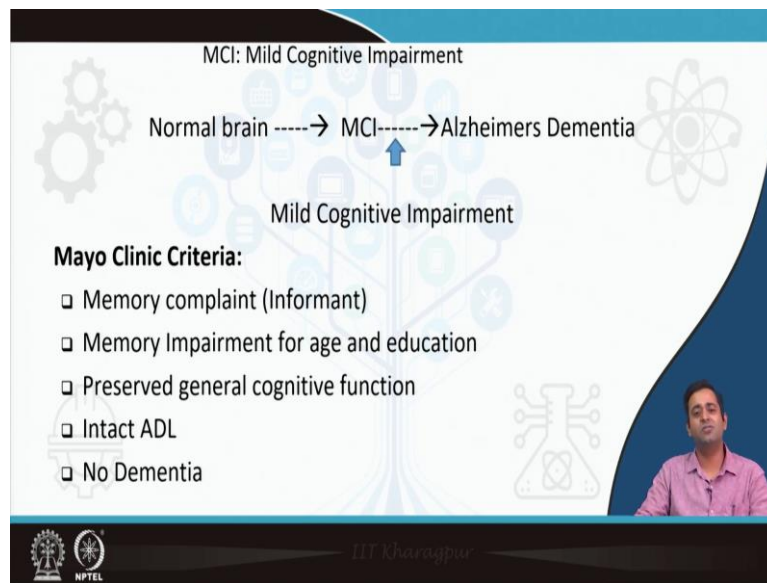 MCI: Mild Cognitive Impairment
Normal brain -----→ MCI------→Alzheimers Dementia
Mild Cognitive Impairment
Mayo Clinic Criteria:
❑ Memory complaint (Informant)
❑ Memory Impairment for age and education
❑ Preserved general cognitive function
❑ Intact ADL
❑ No Dementia
IIT Kharagpur
NPTEL